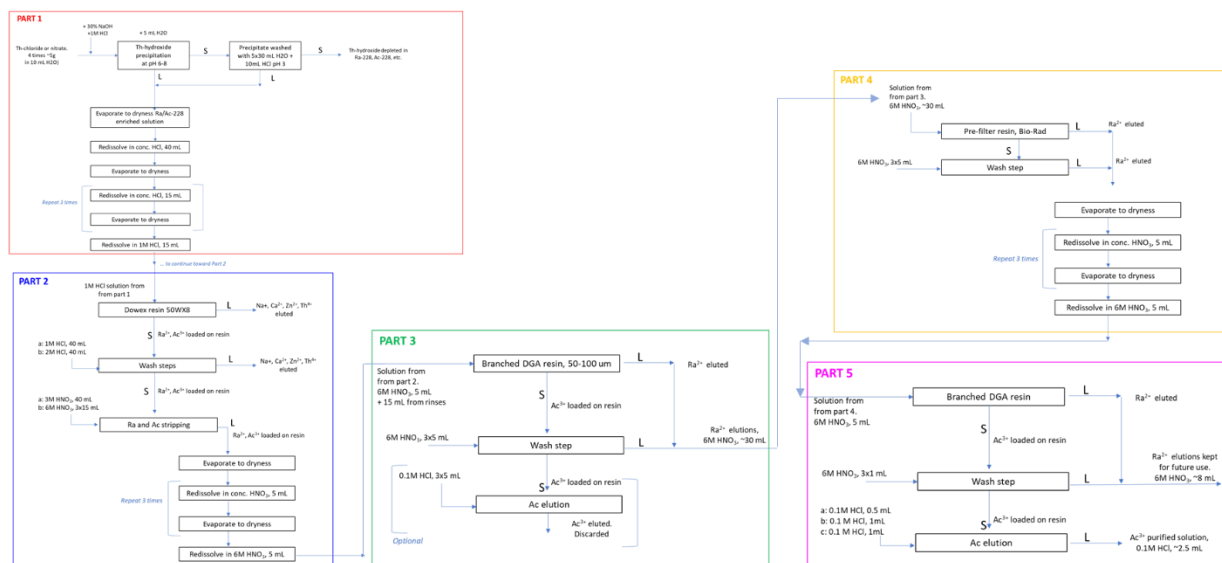 PART 1
+ 30% NaOH
+1M HCl
+ 5 mL H2O
Th-chloride or nitrate.
4 times ~5g
in 10 mL H2O)
Th-hydroxide
precipitation
at pH 6-8
S
Precipitate washed
with 5x30 mL H2O +
10mL HCl pH 3
S
Th-hydroxide depleted in
Ra-228, Ac-228, etc.
L
L
Evaporate to dryness Ra/Ac-228
enriched solution
Redissolve in conc. HCl, 40 mL
Evaporate to dryness
Redissolve in conc. HCl, 15 mL
Repeat 3 times
Evaporate to dryness
Redissolve in 1M HCl, 15 mL
... to continue toward Part 2
PART 2
1M HCl solution from
from part 1
Dowex resin 50WX8
L
Na+, Ca²⁺, Zn²⁺, Th⁴⁺
eluted
S
Ra²⁺, Ac³⁺ loaded on resin
a: 1M HCl, 40 mL
b: 2M HCl, 40 mL
Wash steps
L
Na+, Ca²⁺, Zn²⁺, Th⁴⁺
eluted
S
Ra²⁺, Ac³⁺ loaded on resin
a: 3M HNO₃, 40 mL
b: 6M HNO₃, 3x15 mL
Ra and Ac stripping
L
Ra²⁺, Ac³⁺ loaded on resin
Evaporate to dryness
Redissolve in conc. HNO₃, 5 mL
Repeat 3 times
Evaporate to dryness
Redissolve in 6M HNO₃, 5 mL
PART 3
Solution from
from part 2.
6M HNO₃, 5 mL
+ 15 mL from rinses
Branched DGA resin, 50-100 um
L
Ra²⁺ eluted
S
Ac³⁺ loaded on resin
6M HNO₃, 3x5 mL
Wash step
L
Ra²⁺ elutions,
6M HNO₃, ~30 mL
0.1M HCl, 3x5 mL
S
Ac³⁺ loaded on resin
Ac elution
Ac³⁺ eluted.
Discarded
Optional
PART 4
Solution from
from part 3.
6M HNO₃, ~30 mL
Pre-filter resin, Bio-Rad
L
Ra²⁺ eluted
S
6M HNO₃, 3x5 mL
Wash step
L
Ra²⁺ eluted
Evaporate to dryness
Redissolve in conc. HNO₃, 5 mL
Repeat 3 times
Evaporate to dryness
Redissolve in 6M HNO₃, 5 mL
PART 5
Solution from
from part 4.
6M HNO₃, 5 mL
Branched DGA resin
L
Ra²⁺ eluted
S
Ac³⁺ loaded on resin
6M HNO₃, 3x1 mL
Wash step
L
Ra²⁺ elutions kept
for future use.
6M HNO₃, ~8 mL
S
Ac³⁺ loaded on resin
a: 0.1M HCl, 0.5 mL
b: 0.1 M HCl, 1mL
c: 0.1 M HCl, 1mL
Ac elution
L
Ac³⁺ purified solution,
0.1M HCl, ~2.5 mL